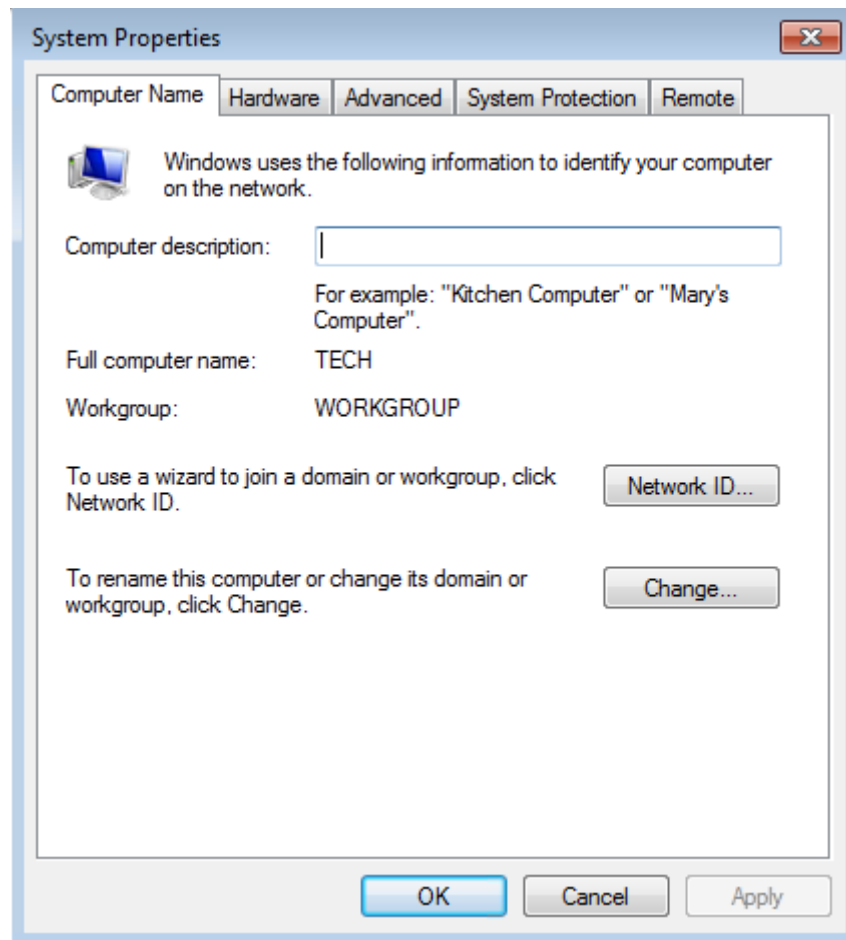 System Properties
Computer Name Hardware Advanced System Protection Remote
Windows uses the following information to identify your computer
on the network.
Computer description:
For example: "Kitchen Computer" or "Mary's
Computer".
Full computer name: TECH
Workgroup: WORKGROUP
To use a wizard to join a domain or workgroup, click
Network ID.
Network ID...
To rename this computer or change its domain or
workgroup, click Change.
Change...
OK Cancel Apply